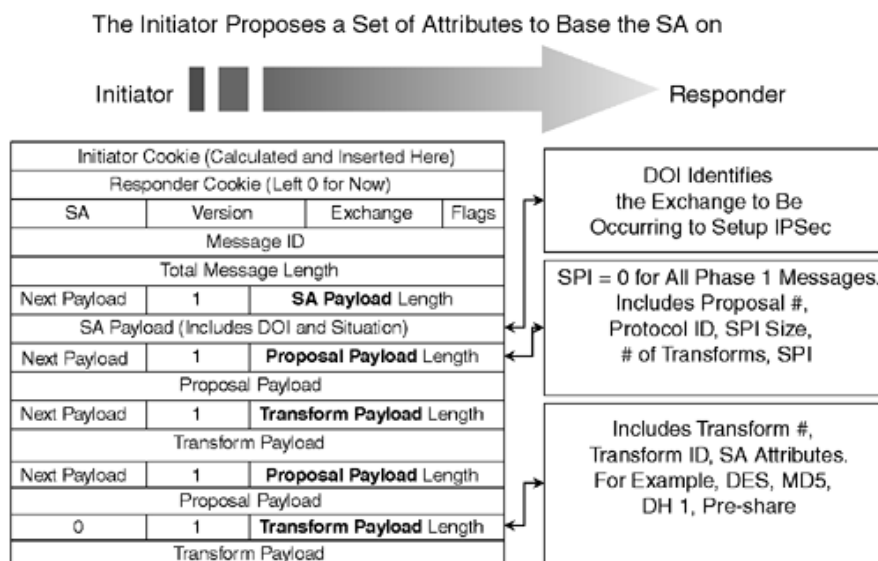 The Initiator Proposes a Set of Attributes to Base the SA on
Initiator
Responder
Initiator Cookie (Calculated and Inserted Here)
Responder Cookie (Left 0 for Now)
SA Version Exchange Flags
Message ID
Total Message Length
Next Payload 1 SA Payload Length
SA Payload (Includes DOI and Situation)
Next Payload 1 Proposal Payload Length
Proposal Payload
Next Payload 1 Transform Payload Length
Transform Payload
Next Payload 1 Proposal Payload Length
Proposal Payload
0 1 Transform Payload Length
Transform Payload
DOI Identifies
the Exchange to Be
Occurring to Setup IPSec
SPI = 0 for All Phase 1 Messages.
Includes Proposal #,
Protocol ID, SPI Size,
# of Transforms, SPI
Includes Transform #,
Transform ID, SA Attributes.
For Example, DES, MD5,
DH 1, Pre-share